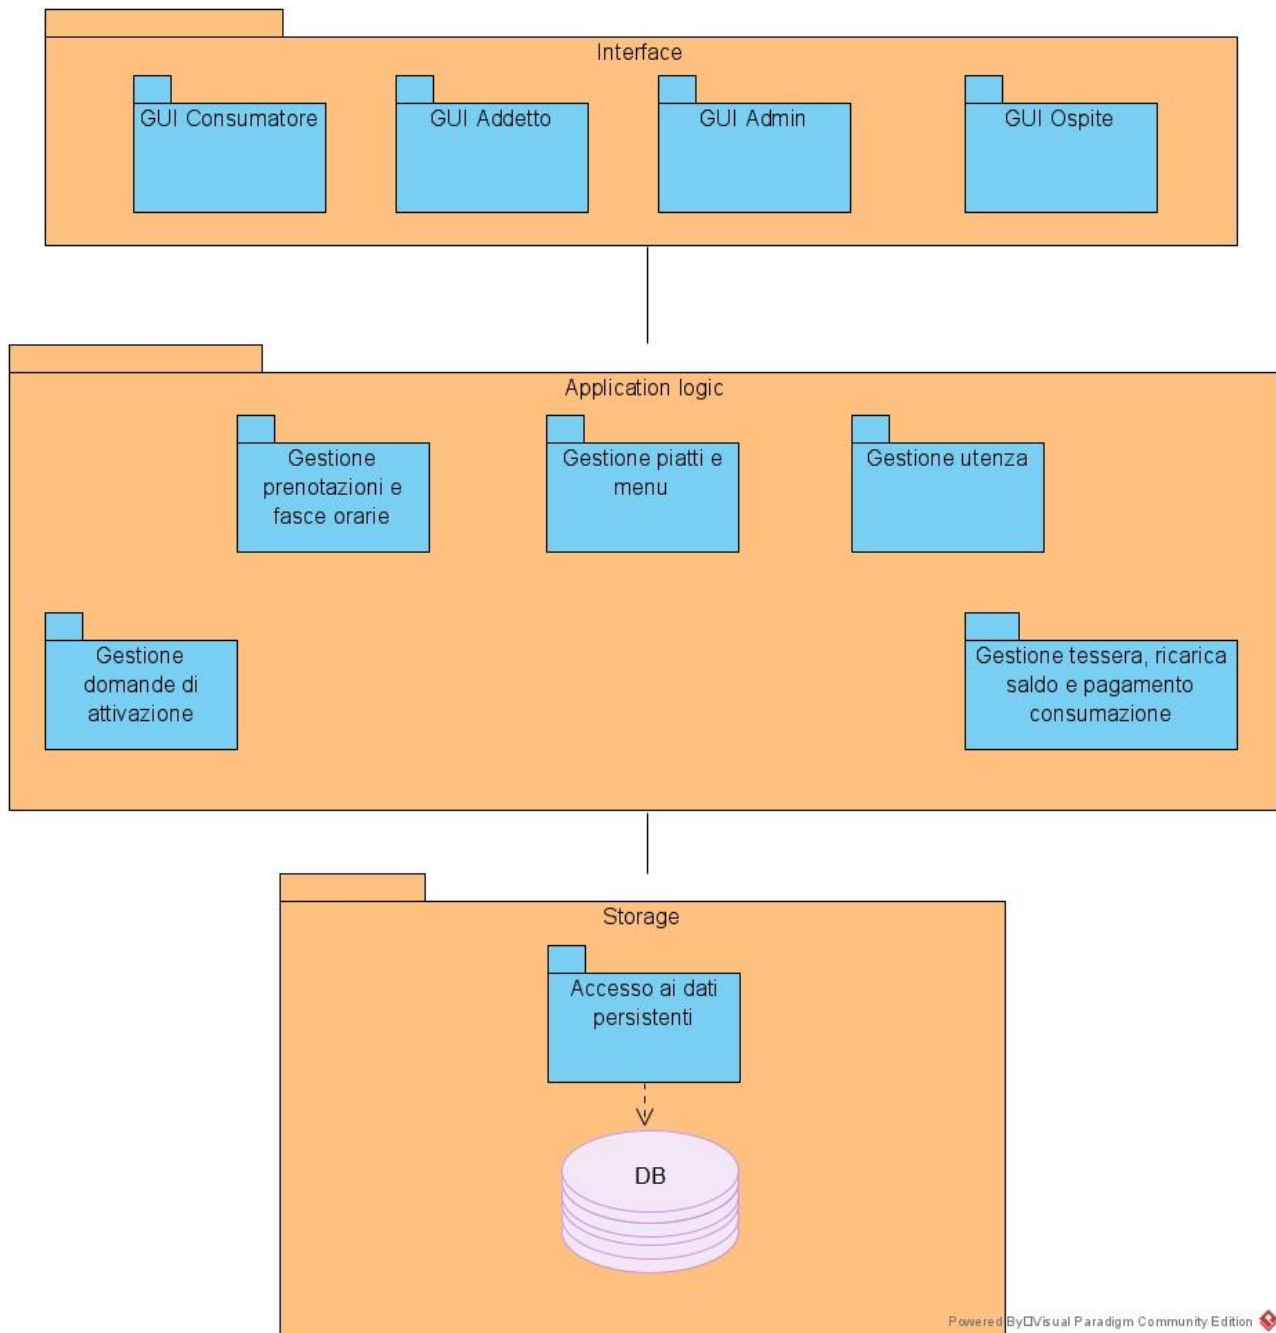 Interface
GUI Consumatore
GUI Addetto
GUI Admin
GUI Ospite
Application logic
Gestione
prenotazioni e
fasce orarie
Gestione piatti e
menu
Gestione utenza
Gestione
domande di
attivazione
Gestione tessera, ricarica
saldo e pagamento
consumazione
Storage
Accesso ai dati
persistenti
DB
Powered By Visual Paradigm Community Edition